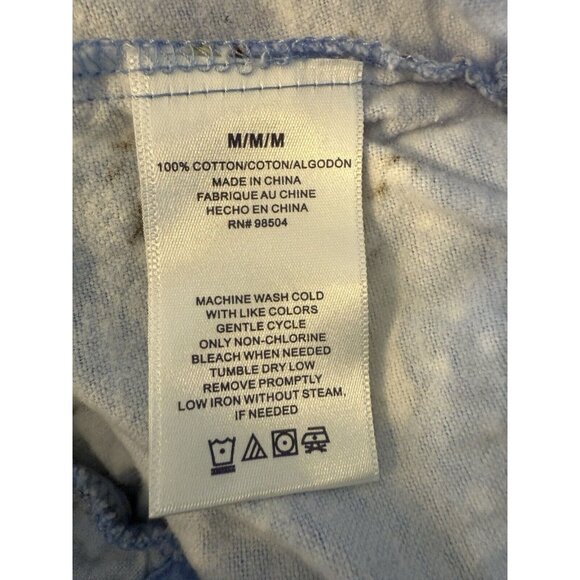 M/M/M
100% COTTON/COTON/ALGODÓN
MADE IN CHINA
FABRIQUE AU CHINE
HECHO EN CHINA
RN# 98504
MACHINE WASH COLD
WITH LIKE COLORS
GENTLE CYCLE
ONLY NON-CHLORINE
BLEACH WHEN NEEDED
TUMBLE DRY LOW
REMOVE PROMPTLY
LOW IRON WITHOUT STEAM,
IF NEEDED